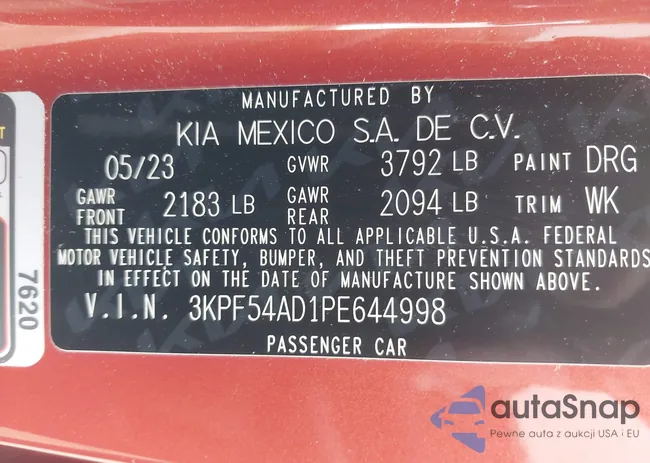 MANUFACTURED BY
KIA MEXICO S.A. DE C.V.
05/23 GVWR 3792 LB PAINT DRG
GAWR FRONT 2183 LB GAWR REAR 2094 LB TRIM WK
THIS VEHICLE CONFORMS TO ALL APPLICABLE U.S.A. FEDERAL
MOTOR VEHICLE SAFETY, BUMPER, AND THEFT PREVENTION STANDARDS
IN EFFECT ON THE DATE OF MANUFACTURE SHOWN ABOVE.
V.I.N. 3KPF54AD1PE644998
PASSENGER CAR
7620
autaSnap
Pewne auta z aukcji USA i EU